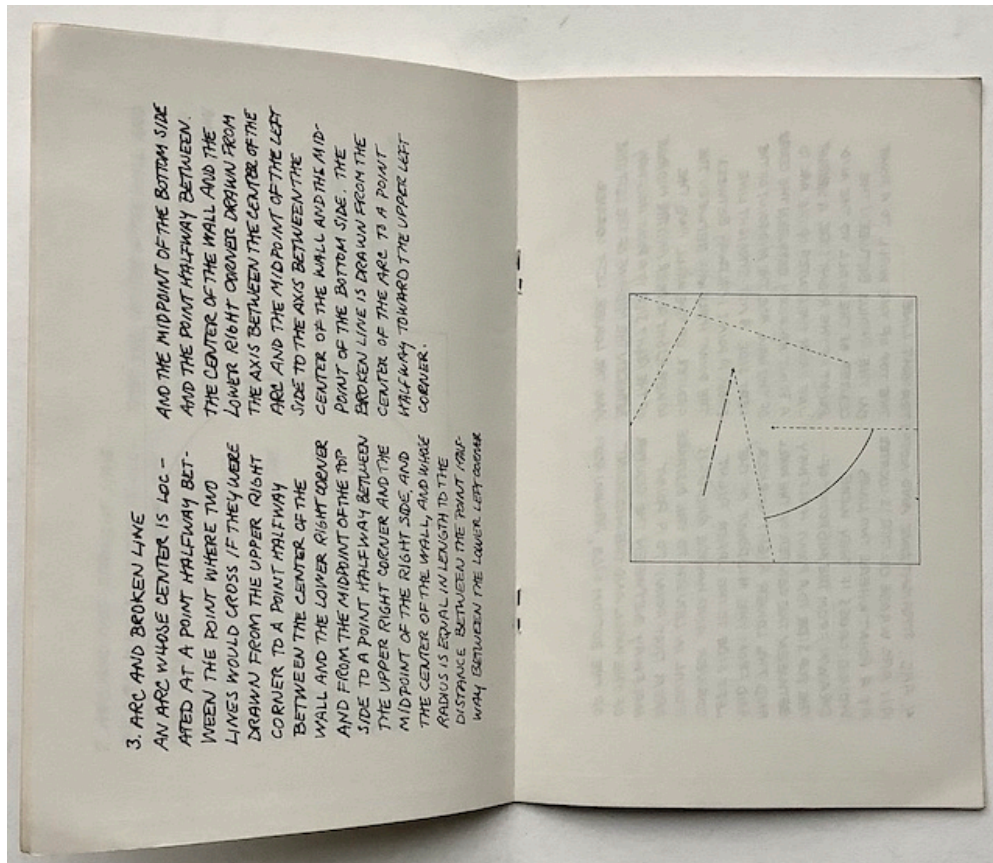 3. ARC AND BROKEN LINE
AN ARC WHOSE CENTER IS LOC-
ATED AT A POINT HALFWAY BET-
WEEN THE POINT WHERE TWO
LINES WOULD CROSS IF THEY WERE
DRAWN FROM THE UPPER RIGHT
CORNER TO A POINT HALFWAY
BETWEEN THE CENTER OF THE
WALL AND THE LOWER RIGHT CORNER
AND FROM THE MIDPOINT OF THE TOP
SIDE TO A POINT HALFWAY BETWEEN
THE UPPER RIGHT CORNER AND THE
MIDPOINT OF THE RIGHT SIDE, AND
THE CENTER OF THE WALL, AND WHOSE
RADIUS IS EQUAL IN LENGTH TO THE
DISTANCE BETWEEN THE POINT HALF-
WAY BETWEEN THE LOWER LEFT CORNER
AND THE MIDPOINT OF THE BOTTOM SIDE
AND THE POINT HALFWAY BETWEEN.
THE CENTER OF THE WALL AND THE
LOWER RIGHT CORNER DRAWN FROM
THE AXIS BETWEEN THE CENTER OF THE
ARC AND THE MIDPOINT OF THE LEFT
SIDE TO THE AXIS BETWEEN THE
CENTER OF THE WALL AND THE MID-
POINT OF THE BOTTOM SIDE. THE
BROKEN LINE IS DRAWN FROM THE
CENTER OF THE ARC TO A POINT
HALFWAY TOWARD THE UPPER LEFT
CORNER.